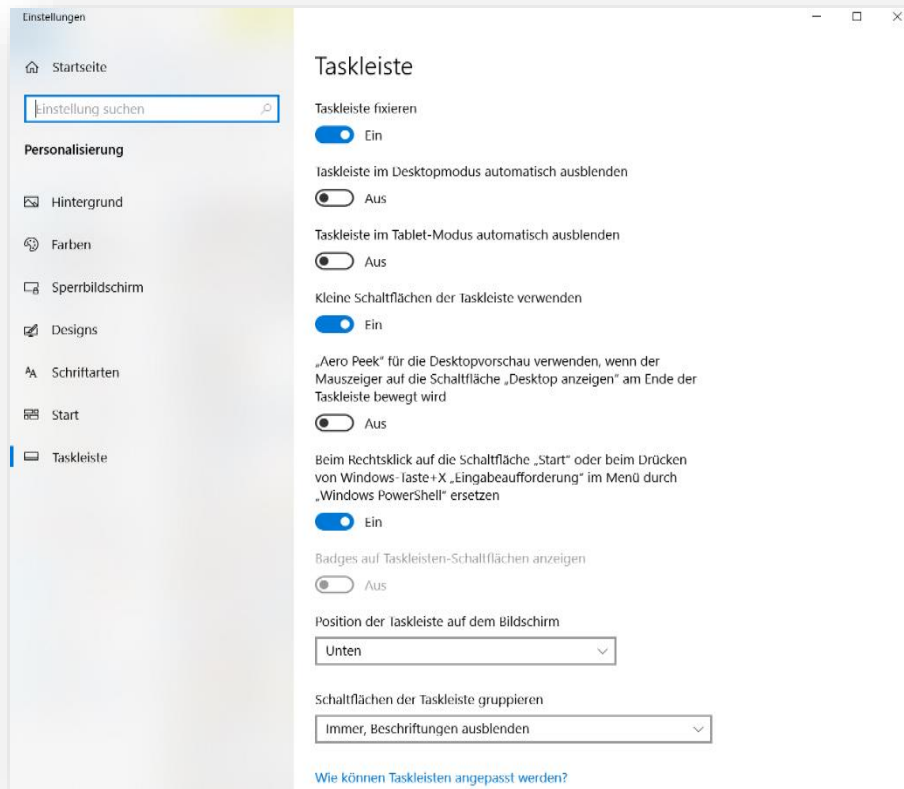 Einstellungen
Startseite
Einstellung suchen
Personalisierung
Hintergrund
Farben
Sperrbildschirm
Designs
Schriftarten
Start
Taskleiste
Taskleiste
Taskleiste fixieren
Ein
Taskleiste im Desktopmodus automatisch ausblenden
Aus
Taskleiste im Tablet-Modus automatisch ausblenden
Aus
Kleine Schaltflächen der Taskleiste verwenden
Ein
„Aero Peek“ für die Desktopvorschau verwenden, wenn der
Mauszeiger auf die Schaltfläche „Desktop anzeigen“ am Ende der
Taskleiste bewegt wird
Aus
Beim Rechtsklick auf die Schaltfläche „Start“ oder beim Drücken
von Windows-Taste+X „Eingabeaufforderung“ im Menü durch
„Windows PowerShell“ ersetzen
Ein
Badges auf Taskleisten-Schaltflächen anzeigen
Aus
Position der Taskleiste auf dem Bildschirm
Unten
Schaltflächen der Taskleiste gruppieren
Immer, Beschriftungen ausblenden
Wie können Taskleisten angepasst werden?